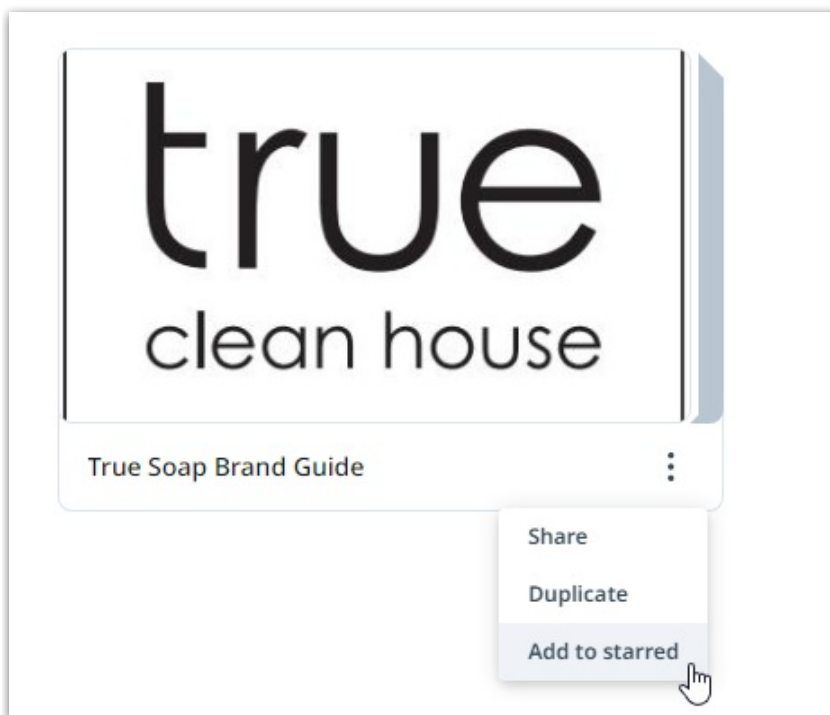 true
clean house
True Soap Brand Guide
Share
Duplicate
Add to starred